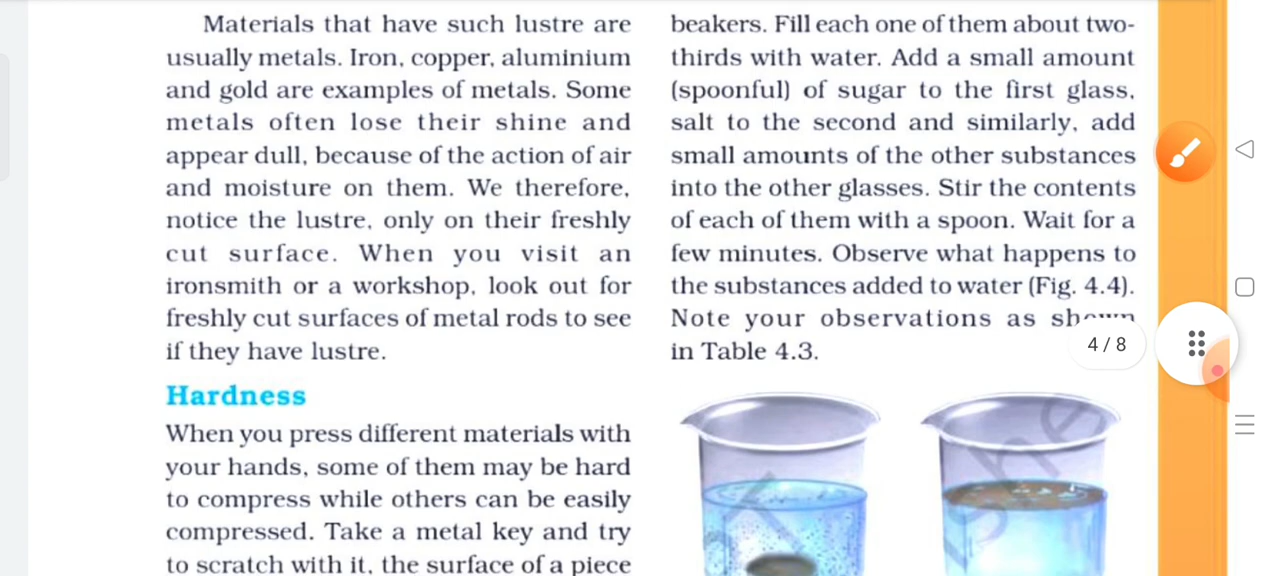 Materials that have such lustre are
usually metals. Iron, copper, aluminium
and gold are examples of metals. Some
metals often lose their shine and
appear dull, because of the action of air
and moisture on them. We therefore,
notice the lustre, only on their freshly
cut surface. When you visit an
ironsmith or a workshop, look out for
freshly cut surfaces of metal rods to see
if they have lustre.
Hardness
When you press different materials with
your hands, some of them may be hard
to compress while others can be easily
compressed. Take a metal key and try
to scratch with it, the surface of a piece
beakers. Fill each one of them about two-
thirds with water. Add a small amount
(spoonful) of sugar to the first glass,
salt to the second and similarly, add
small amounts of the other substances
into the other glasses. Stir the contents
of each of them with a spoon. Wait for a
few minutes. Observe what happens to
the substances added to water (Fig. 4.4).
Note your observations as shown
in Table 4.3.
4 / 8